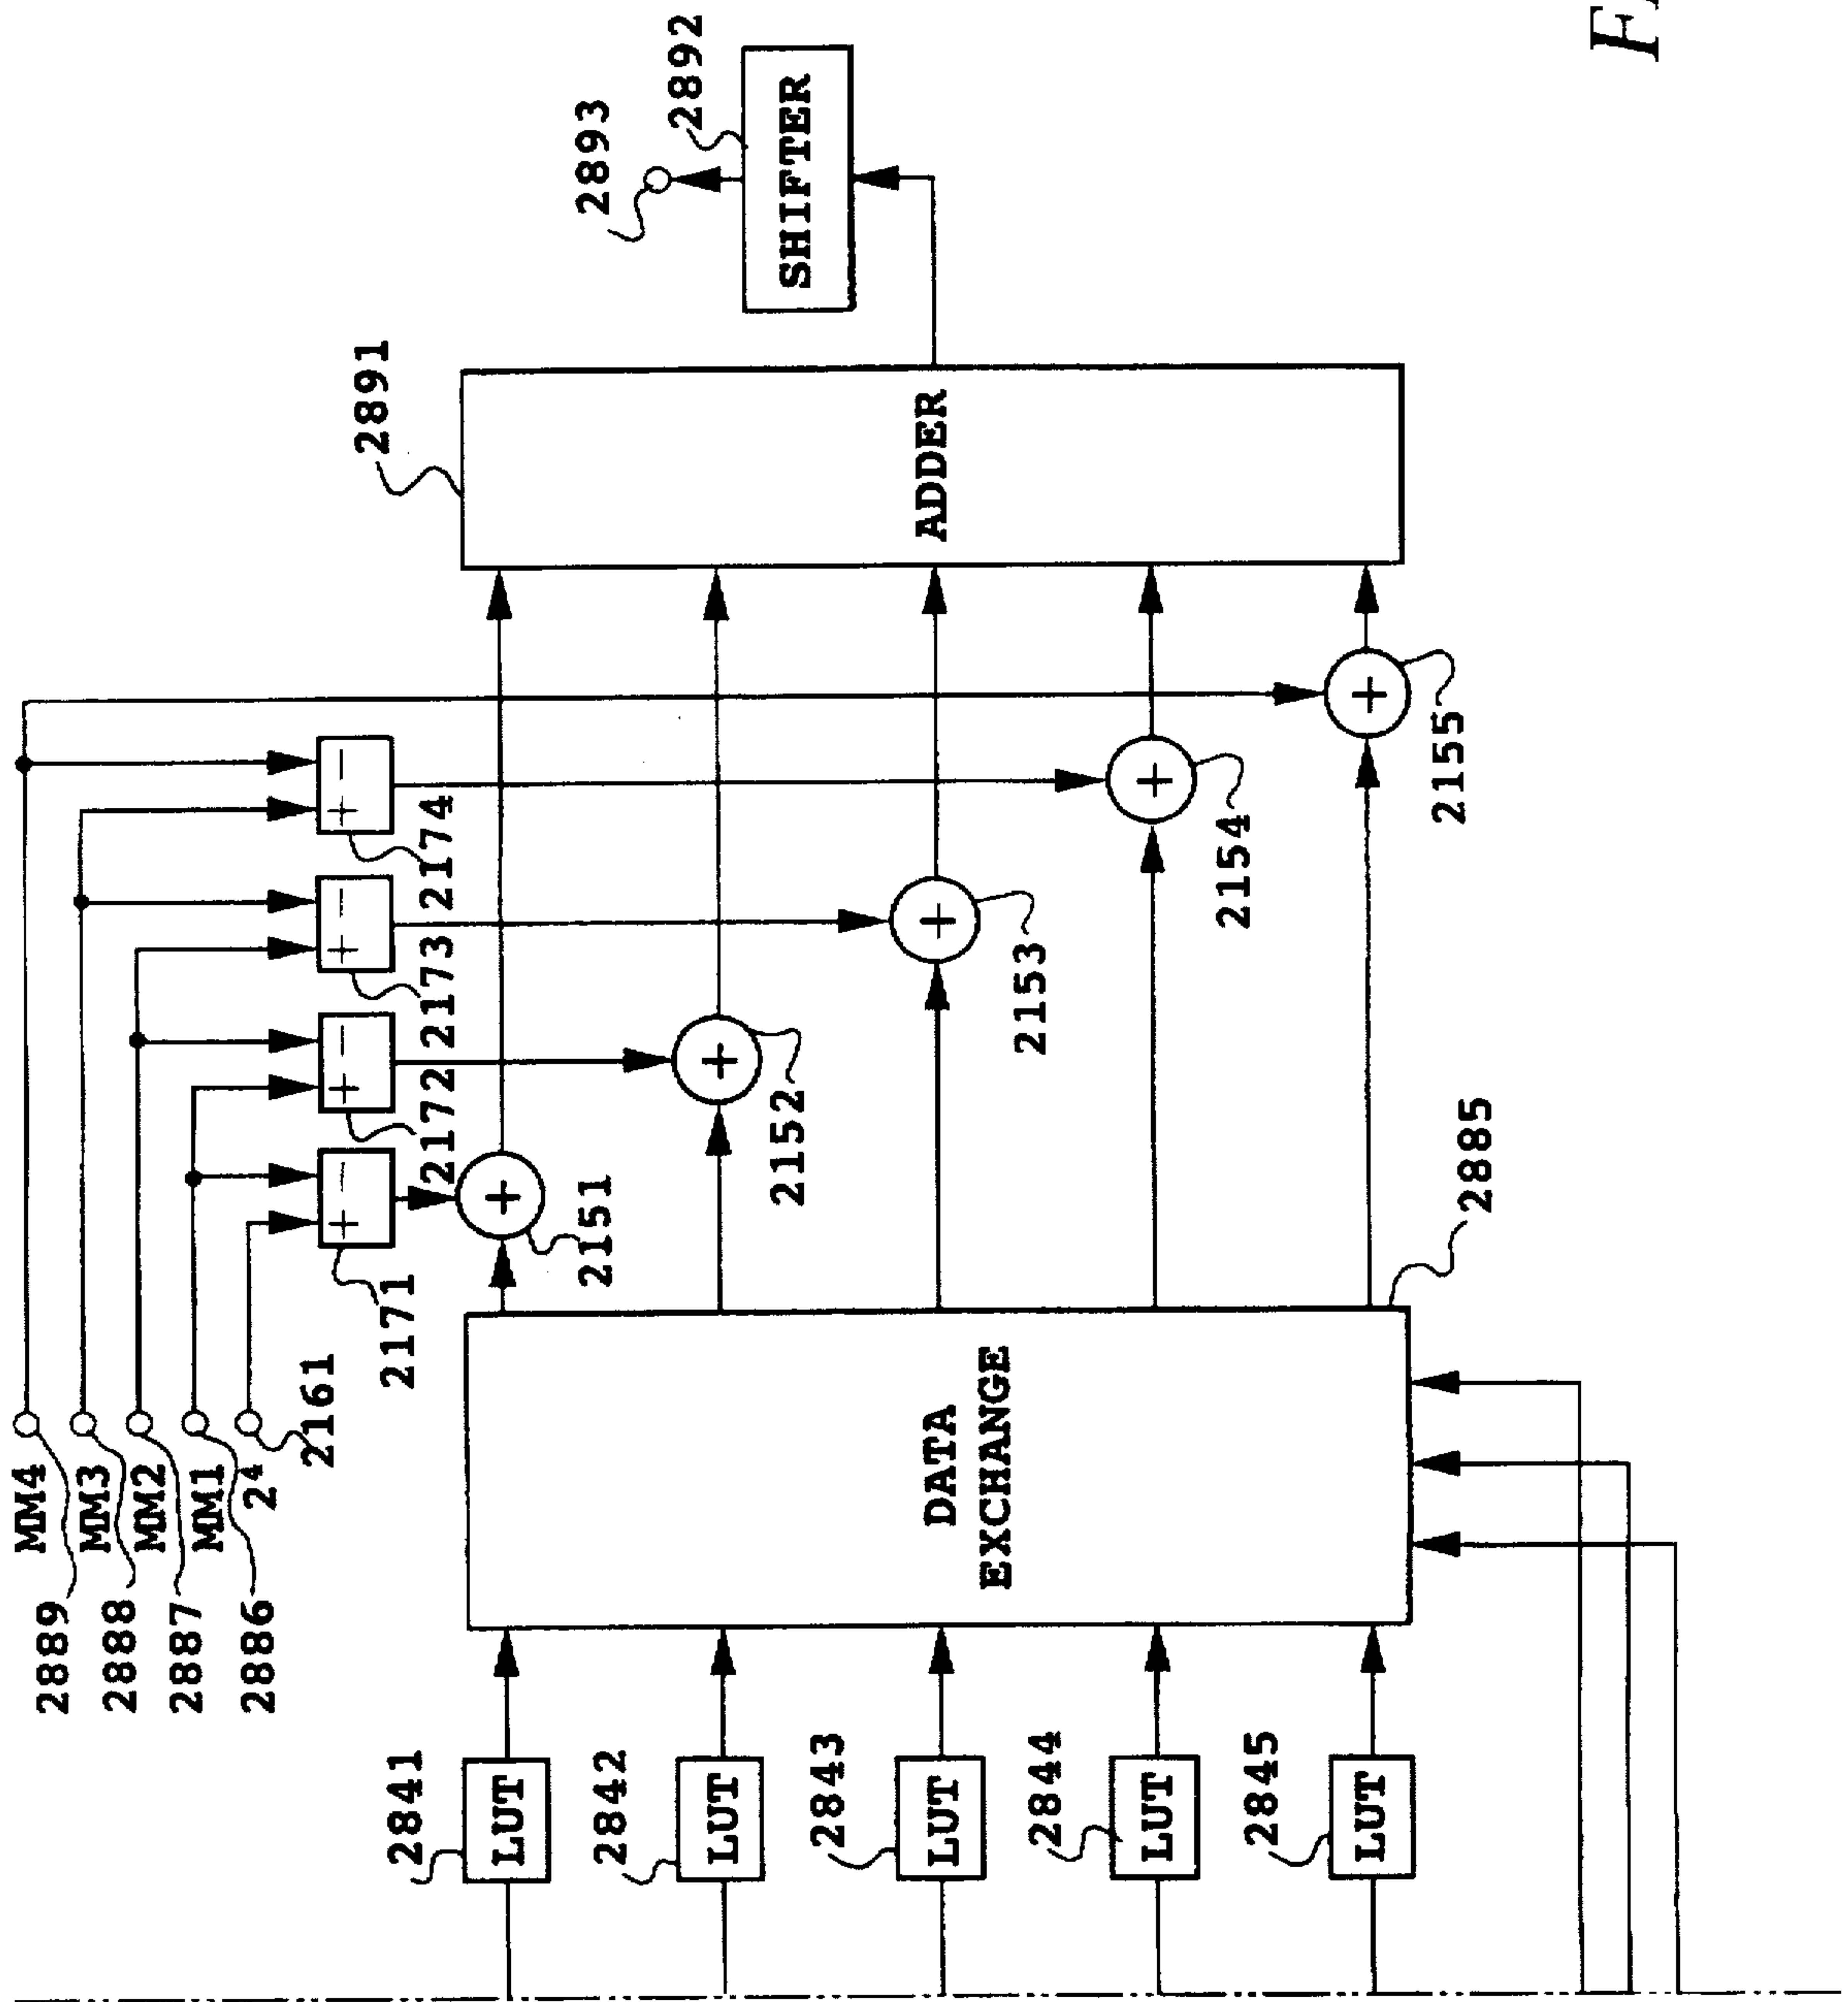 2889
2888
2887
2886
MM4
MM3
MM2
MM1
2⁴
2161
2171
2172
2173
2174
2841
LUT
2842
LUT
2843
LUT
2844
LUT
2845
LUT
DATA
EXCHANGE
2885
+ −
+ −
+ −
+ −
+
2151
+
2152
+
2153
+
2154
+
2155
2891
ADDER
2893
2892
SHIFTER